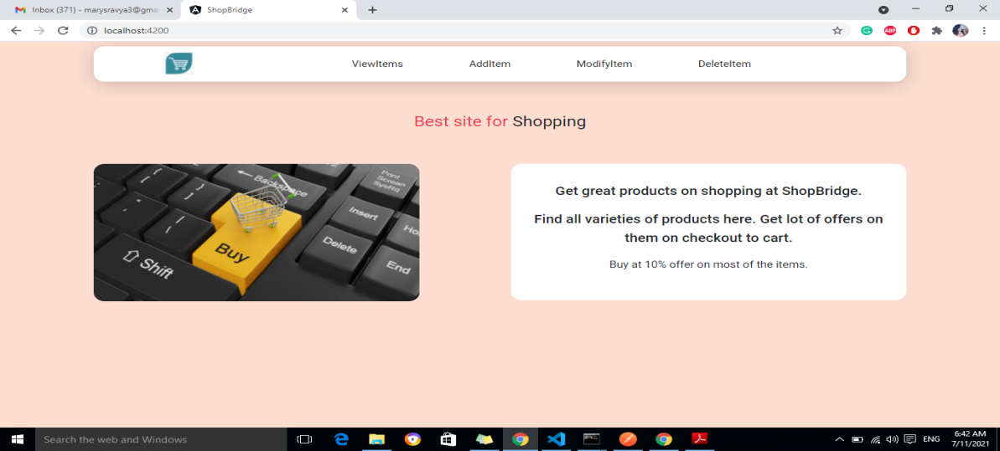 Inbox (371) - marysravya3@gma
ShopBridge
localhost:4200
ABP
ViewItems AddItem ModifyItem DeleteItem
Best site for Shopping
Backspace
Print
Screen
SysRq
Insert
Delete
End
Buy
Shift
Get great products on shopping at ShopBridge.
Find all varieties of products here. Get lot of offers on
them on checkout to cart.
Buy at 10% offer on most of the items.
Search the web and Windows
ENG
6:42 AM
7/11/2021